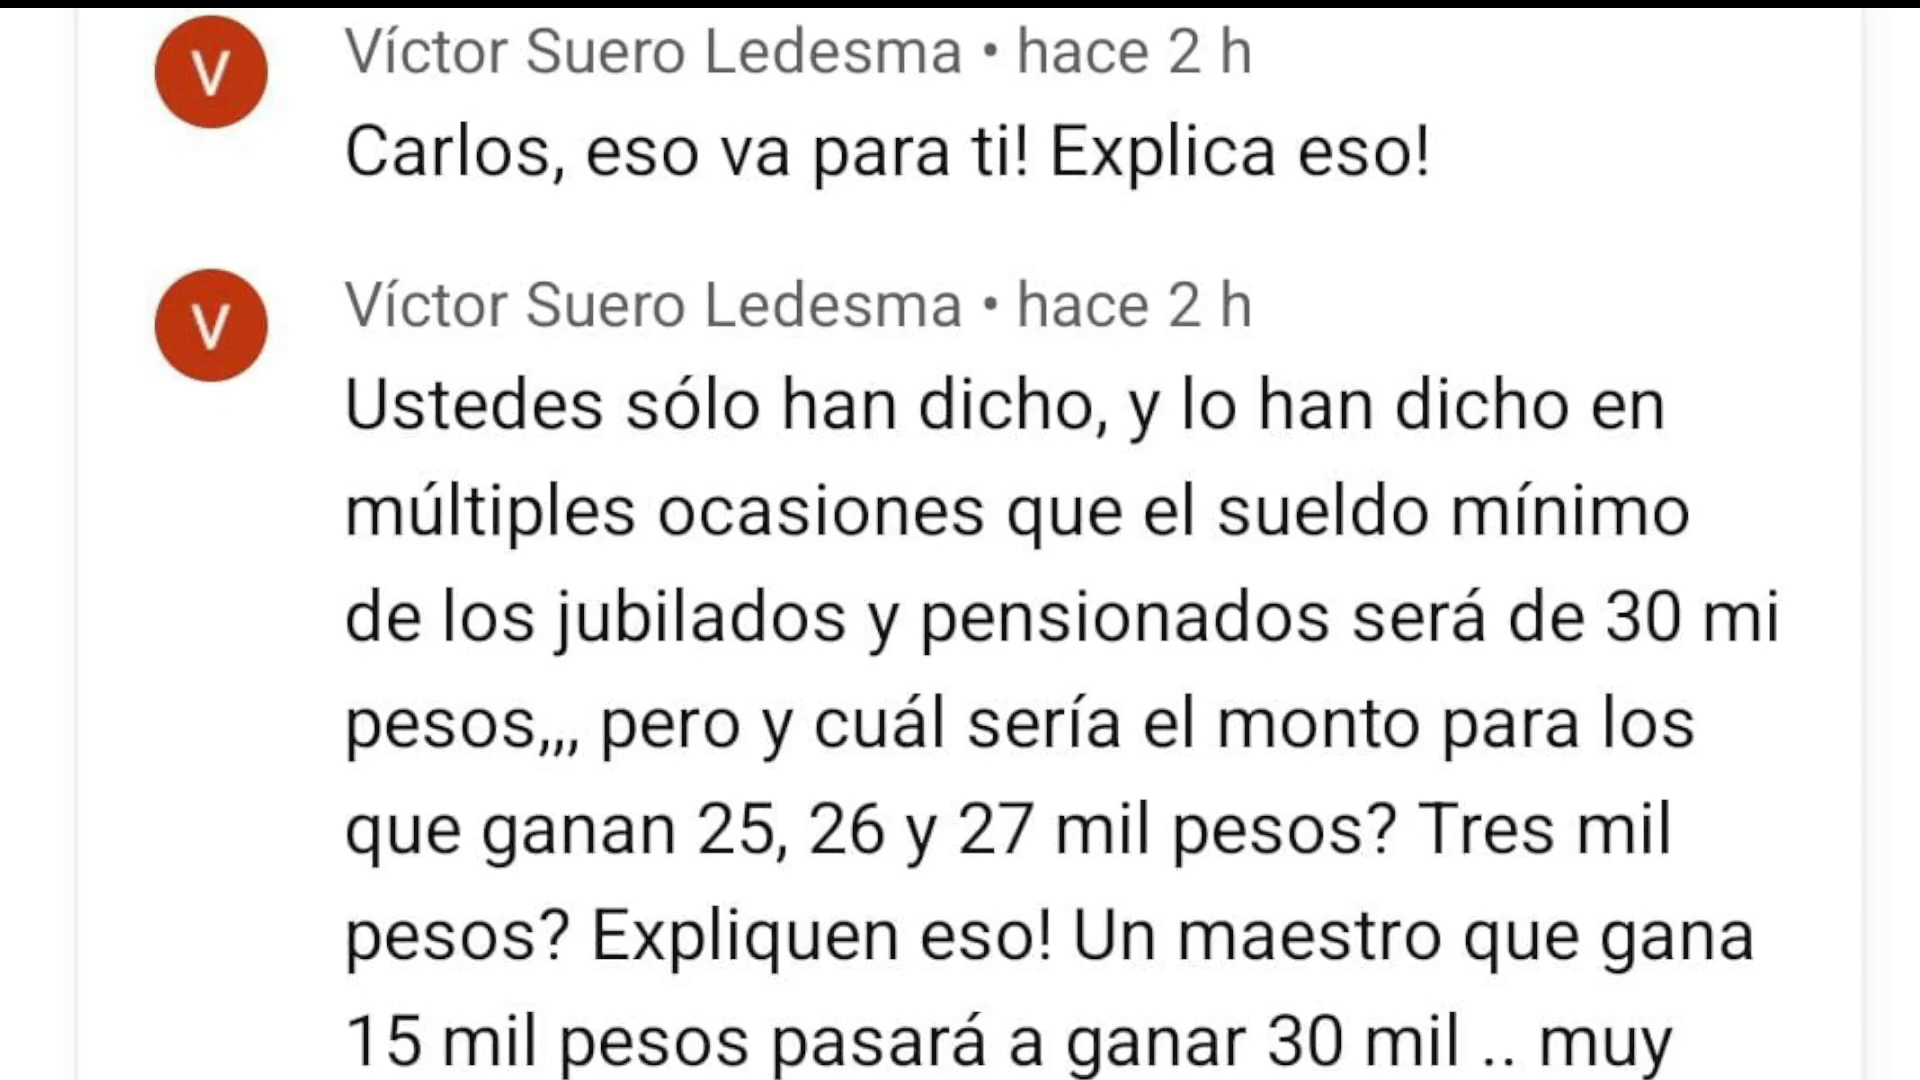 V
Víctor Suero Ledesma • hace 2 h
Carlos, eso va para ti! Explica eso!
V
Víctor Suero Ledesma • hace 2 h
Ustedes sólo han dicho, y lo han dicho en
múltiples ocasiones que el sueldo mínimo
de los jubilados y pensionados será de 30 mi
pesos,,, pero y cuál sería el monto para los
que ganan 25, 26 y 27 mil pesos? Tres mil
pesos? Expliquen eso! Un maestro que gana
15 mil pesos pasará a ganar 30 mil .. muy